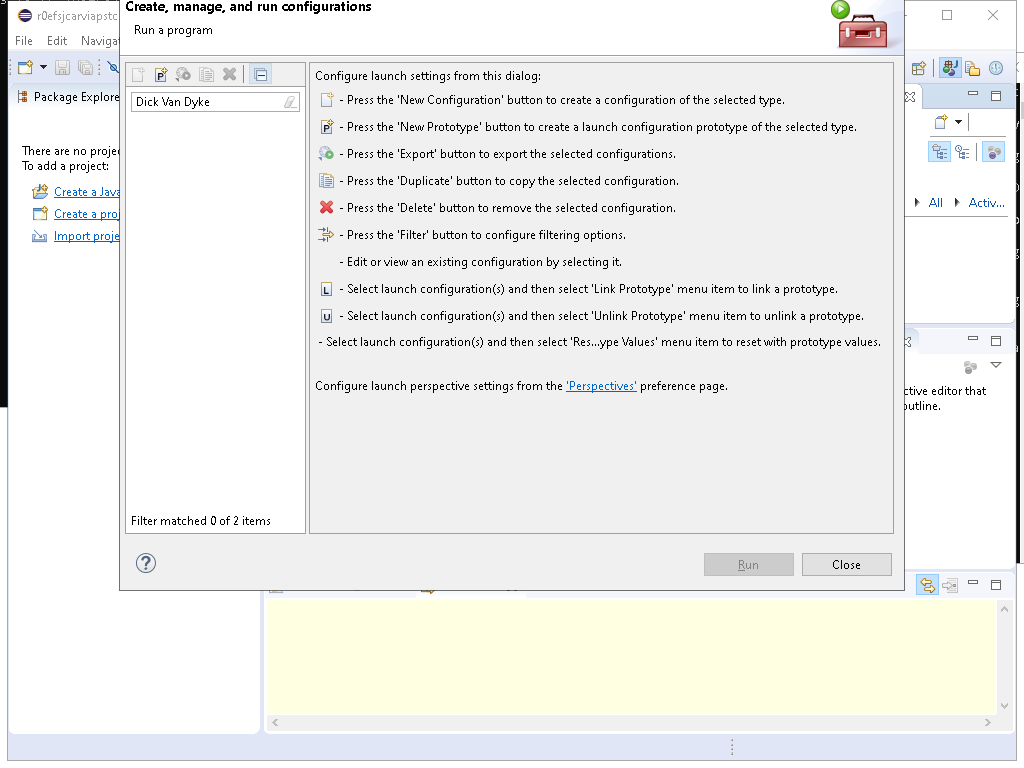 Create, manage, and run configurations
Run a program
r0efsjcarviapstc
File Edit Naviga
Package Explore
There are no proje
To add a project:
Create a Java
Create a proj
Import proje
Dick Van Dyke
Filter matched 0 of 2 items
Configure launch settings from this dialog:
- Press the 'New Configuration' button to create a configuration of the selected type.
- Press the 'New Prototype' button to create a launch configuration prototype of the selected type.
- Press the 'Export' button to export the selected configurations.
- Press the 'Duplicate' button to copy the selected configuration.
- Press the 'Delete' button to remove the selected configuration.
- Press the 'Filter' button to configure filtering options.
- Edit or view an existing configuration by selecting it.
L - Select launch configuration(s) and then select 'Link Prototype' menu item to link a prototype.
U - Select launch configuration(s) and then select 'Unlink Prototype' menu item to unlink a prototype.
- Select launch configuration(s) and then select 'Res...ype Values' menu item to reset with prototype values.
Configure launch perspective settings from the 'Perspectives' preference page.
Run Close
All Activ...
ctive editor that
outline.